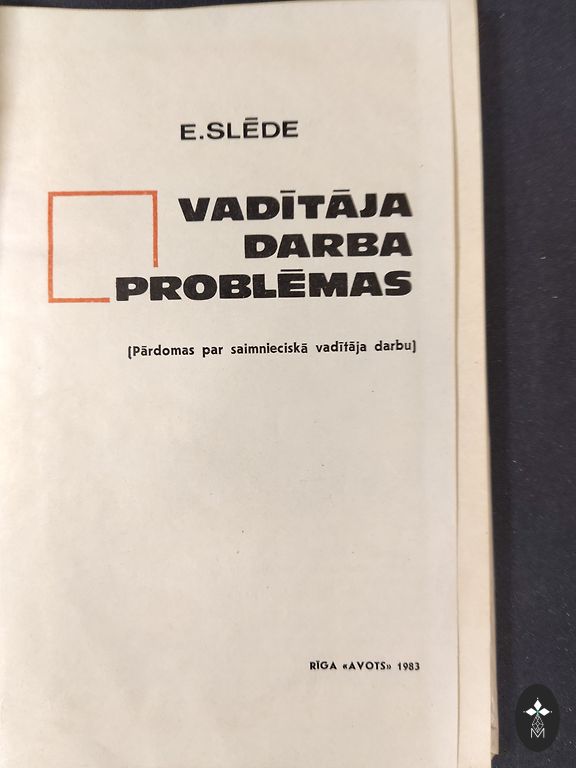 E.SLĒDE
VADĪTĀJA
DARBA
PROBLĒMAS
(Pārdomas par saimnieciskā vadītāja darbu)
RĪGA «AVOTS» 1983
M